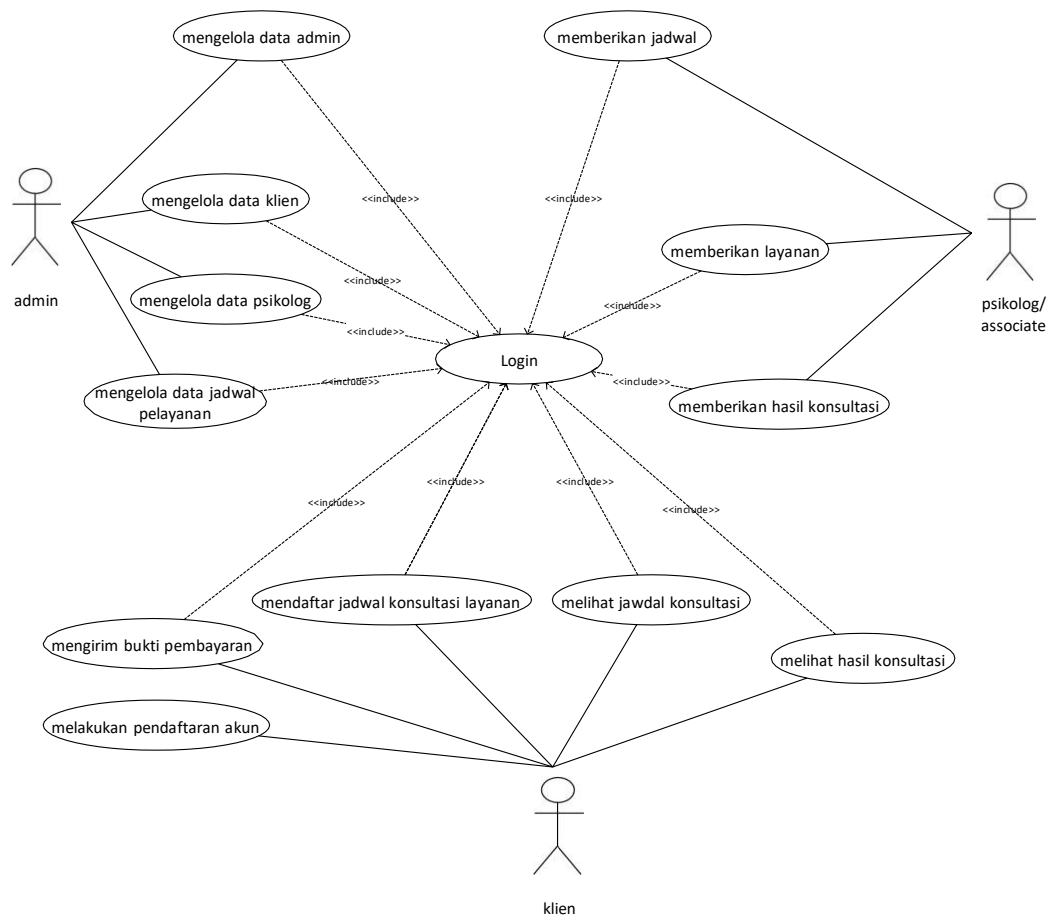 mengelola data admin
memberikan jadwal
mengelola data klien
<<include>>
<<include>>
memberikan layanan
admin
mengelola data psikolog
<<include>>
<<include>>
psikolog/
associate
<<include>>
Login
mengelola data jadwal
pelayanan
<<include>>
<<include>>
memberikan hasil konsultasi
<<include>>
<<include>>
<<include>>
<<include>>
mendaftar jadwal konsultasi layanan
melihat jawdal konsultasi
mengirim bukti pembayaran
melihat hasil konsultasi
melakukan pendaftaran akun
klien